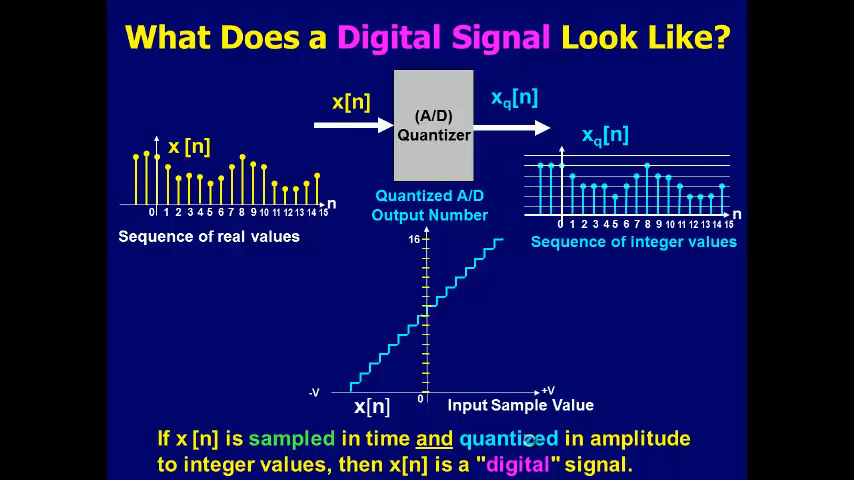 What Does a Digital Signal Look Like?
x[n]
(A/D)
Quantizer
xq[n]
x [n]
n
0 1 2 3 4 5 6 7 8 9 10 11 12 13 14 15
Sequence of real values
Quantized A/D
Output Number
xq[n]
n
0 1 2 3 4 5 6 7 8 9 10 11 12 13 14 15
Sequence of integer values
16
-V
0
+V
x[n]
Input Sample Value
If x [n] is sampled in time and quantized in amplitude
to integer values, then x[n] is a "digital" signal.